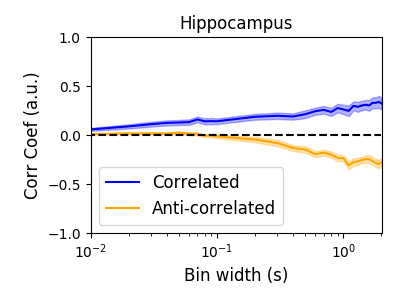 Hippocampus
Corr Coef (a.u.)
1.0
0.5
0.0
−0.5
−1.0
Correlated
Anti-correlated
10⁻²
10⁻¹
10⁰
Bin width (s)